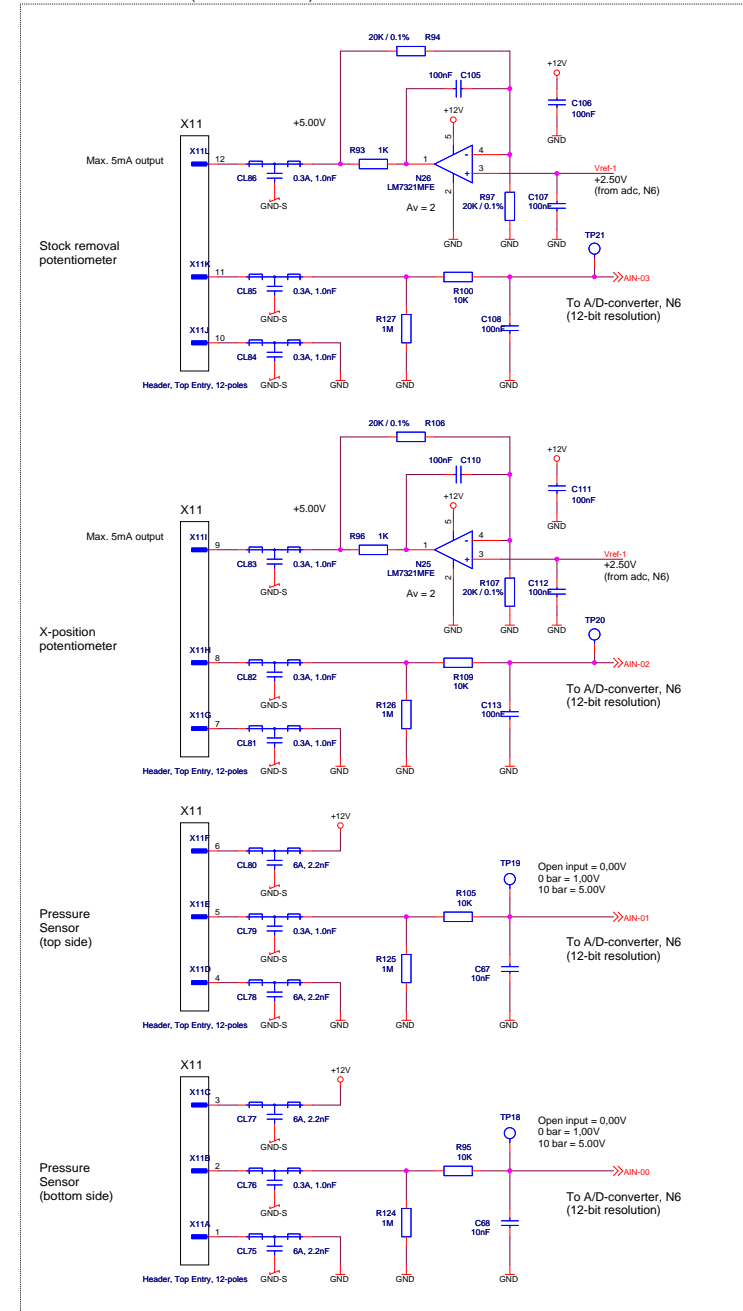 20K / 0.1% R94
100nF C105
+12V
C106
100nF
GND
X11
+5.00V
+12V
5
X11L
12
Max. 5mA output
R93 1K
1
4
3
2
N26
LM7321MFE
Av = 2
Vref-1
+2.50V
(from adc, N6)
CL86
0.3A, 1.0nF
GND-S
R97
20K / 0.1%
C107
100nF
GND
GND
GND
TP21
Stock removal
potentiometer
X11K
11
CL85
0.3A, 1.0nF
GND-S
R100
10K
AIN-03
To A/D-converter, N6
(12-bit resolution)
R127
1M
C108
100nF
X11J
10
CL84
0.3A, 1.0nF
GND-S
GND
GND
GND
Header, Top Entry, 12-poles
20K / 0.1% R106
100nF C110
+12V
C111
100nF
GND
X11
+5.00V
+12V
5
X11I
9
Max. 5mA output
R96 1K
1
4
3
2
N25
LM7321MFE
Av = 2
Vref-1
+2.50V
(from adc, N6)
CL83
0.3A, 1.0nF
GND-S
R107
20K / 0.1%
C112
100nF
GND
GND
GND
TP20
X-position
potentiometer
X11H
8
CL82
0.3A, 1.0nF
GND-S
R109
10K
AIN-02
To A/D-converter, N6
(12-bit resolution)
R126
1M
C113
100nF
X11G
7
CL81
0.3A, 1.0nF
GND-S
GND
GND
GND
Header, Top Entry, 12-poles
X11
+12V
X11F
6
CL80
6A, 2.2nF
GND-S
TP19
Open input = 0,00V
0 bar = 1,00V
10 bar = 5.00V
Pressure
Sensor
(top side)
X11E
5
CL79
0.3A, 1.0nF
GND-S
R105
10K
AIN-01
To A/D-converter, N6
(12-bit resolution)
R125
1M
C67
10nF
X11D
4
CL78
6A, 2.2nF
GND-S
GND
GND
GND
Header, Top Entry, 12-poles
X11
+12V
X11C
3
CL77
6A, 2.2nF
GND-S
TP18
Open input = 0,00V
0 bar = 1,00V
10 bar = 5.00V
Pressure
Sensor
(bottom side)
X11B
2
CL76
0.3A, 1.0nF
GND-S
R95
10K
AIN-00
To A/D-converter, N6
(12-bit resolution)
R124
1M
C68
10nF
X11A
1
CL75
6A, 2.2nF
GND-S
GND
GND
GND
Header, Top Entry, 12-poles